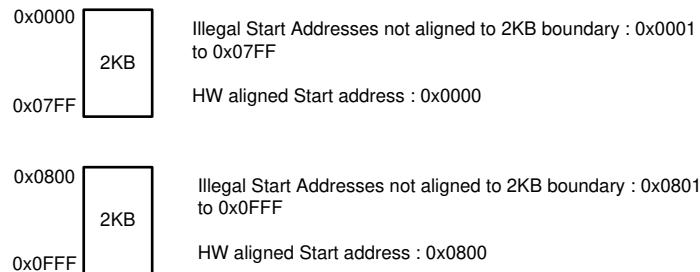 0x0000
2KB
0x07FF
Illegal Start Addresses not aligned to 2KB boundary : 0x0001
to 0x07FF
HW aligned Start address : 0x0000
0x0800
2KB
0x0FFF
Illegal Start Addresses not aligned to 2KB boundary : 0x0801
to 0x0FFF
HW aligned Start address : 0x0800